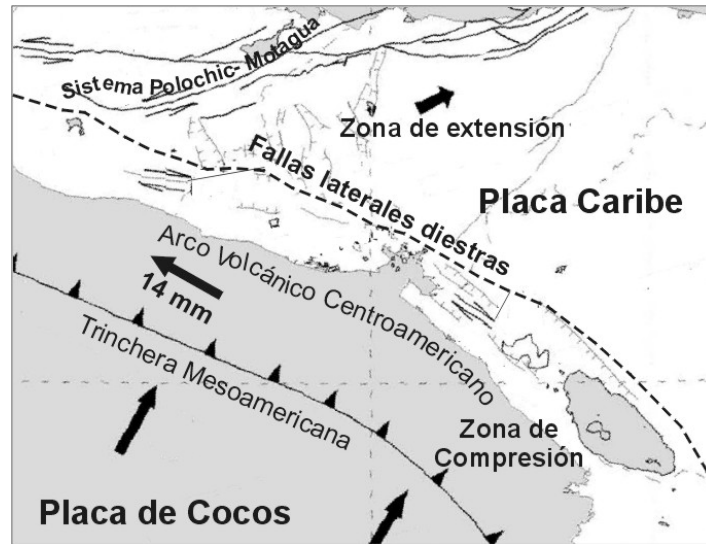 Sistema Polochic- Motagua
Zona de extensión
Fallas laterales diestras
Placa Caribe
Arco Volcánico Centroamericano
14 mm
Trinchera Mesoamericana
Zona de
Compresión
Placa de Cocos